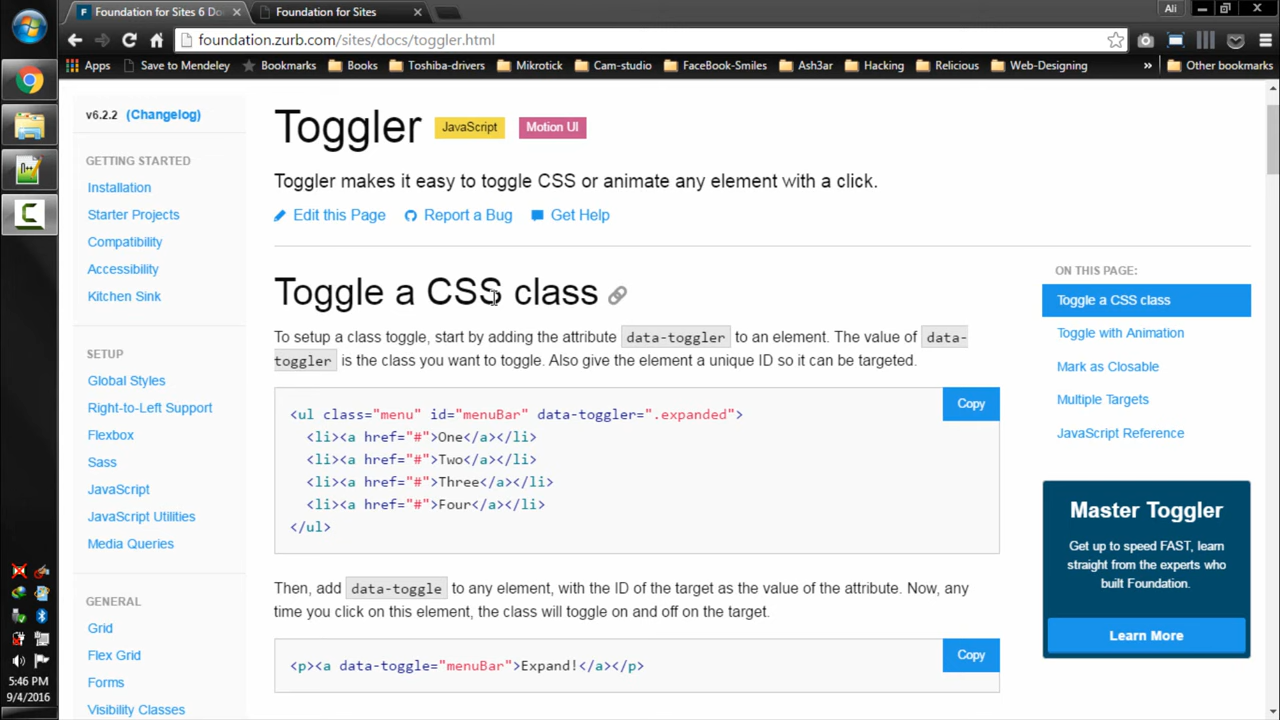 Foundation for Sites 6 Do
Foundation for Sites
Ali
foundation.zurb.com/sites/docs/toggler.html
Apps
Save to Mendeley
Bookmarks
Books
Toshiba-drivers
Mikrotick
Cam-studio
FaceBook-Smiles
Ash3ar
Hacking
Relicious
Web-Designing
»
Other bookmarks
v6.2.2 (Changelog)
GETTING STARTED
Installation
Starter Projects
Compatibility
Accessibility
Kitchen Sink
SETUP
Global Styles
Right-to-Left Support
Flexbox
Sass
JavaScript
JavaScript Utilities
Media Queries
GENERAL
Grid
Flex Grid
Forms
Visibility Classes
Toggler JavaScript Motion UI
Toggler makes it easy to toggle CSS or animate any element with a click.
Edit this Page Report a Bug Get Help
Toggle a CSS class
To setup a class toggle, start by adding the attribute data-toggler to an element. The value of data-
toggler is the class you want to toggle. Also give the element a unique ID so it can be targeted.
Copy
<ul class="menu" id="menuBar" data-toggler=".expanded">
<li><a href="#">One</a></li>
<li><a href="#">Two</a></li>
<li><a href="#">Three</a></li>
<li><a href="#">Four</a></li>
</ul>
Then, add data-toggle to any element, with the ID of the target as the value of the attribute. Now, any
time you click on this element, the class will toggle on and off on the target.
Copy
<p><a data-toggle="menuBar">Expand!</a></p>
ON THIS PAGE:
Toggle a CSS class
Toggle with Animation
Mark as Closable
Multiple Targets
JavaScript Reference
Master Toggler
Get up to speed FAST, learn
straight from the experts who
built Foundation.
Learn More
5:46 PM
9/4/2016